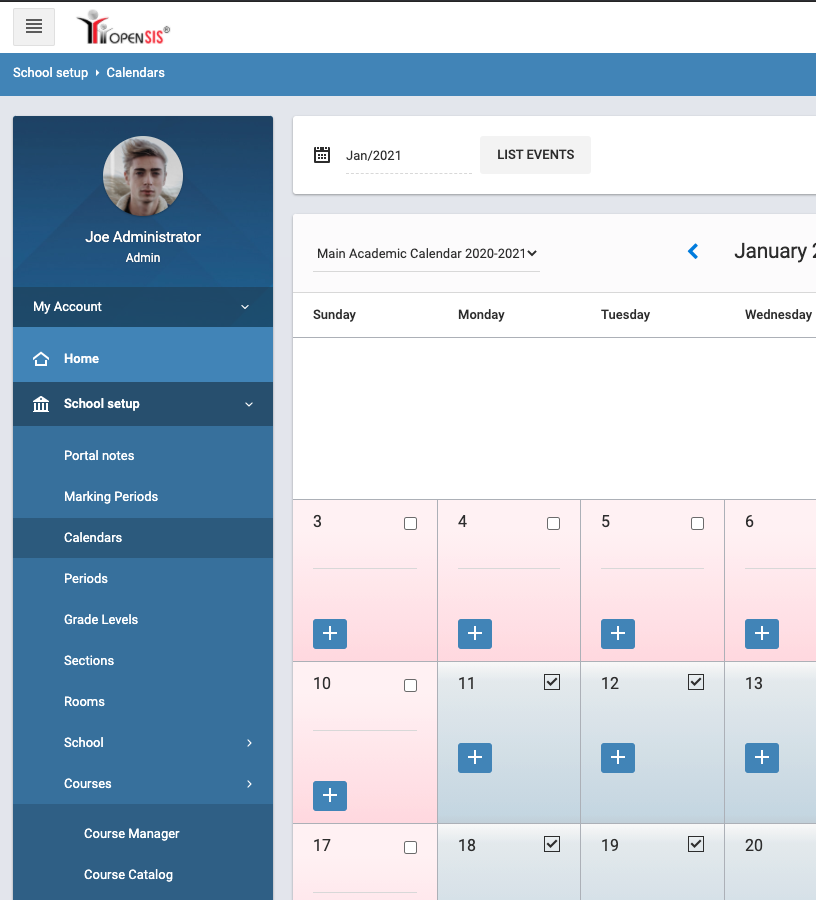 OPENSIS®
School setup Calendars
Joe Administrator
Admin
My Account
Home
School setup
Portal notes
Marking Periods
Calendars
Periods
Grade Levels
Sections
Rooms
School
Courses
Course Manager
Course Catalog
Jan/2021
LIST EVENTS
Main Academic Calendar 2020-2021
January 2
Sunday Monday Tuesday Wednesday
3 4 5 6
10 11 12 13
17 18 19 20